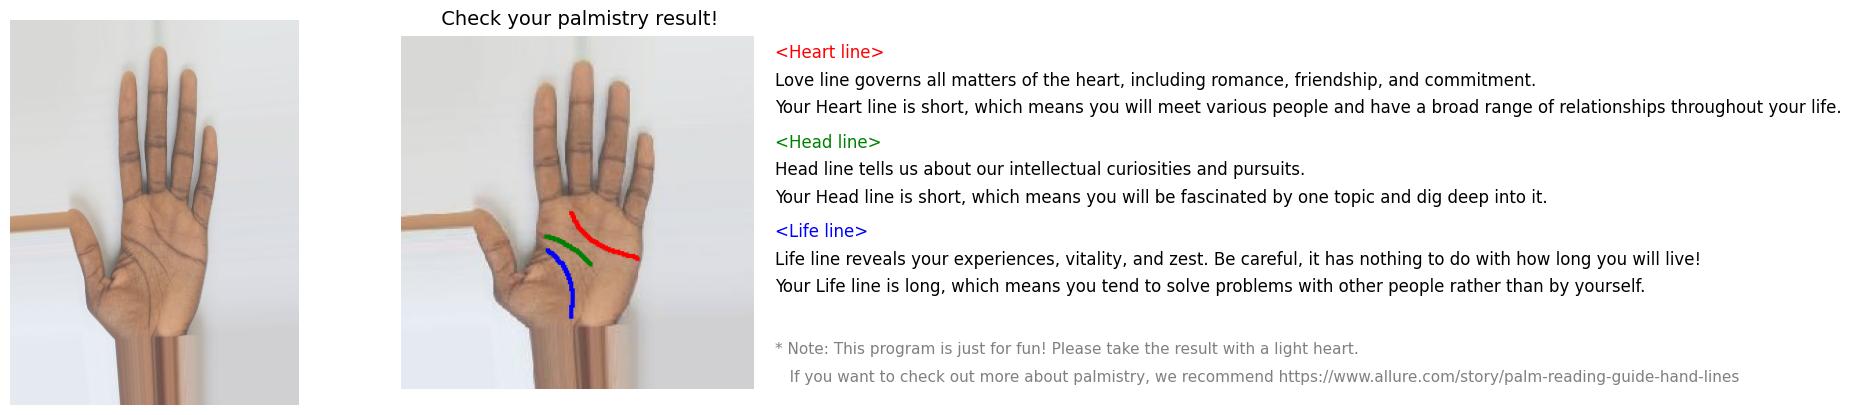 Check your palmistry result!
<Heart line>
Love line governs all matters of the heart, including romance, friendship, and commitment.
Your Heart line is short, which means you will meet various people and have a broad range of relationships throughout your life.
<Head line>
Head line tells us about our intellectual curiosities and pursuits.
Your Head line is short, which means you will be fascinated by one topic and dig deep into it.
<Life line>
Life line reveals your experiences, vitality, and zest. Be careful, it has nothing to do with how long you will live!
Your Life line is long, which means you tend to solve problems with other people rather than by yourself.
* Note: This program is just for fun! Please take the result with a light heart.
If you want to check out more about palmistry, we recommend https://www.allure.com/story/palm-reading-guide-hand-lines